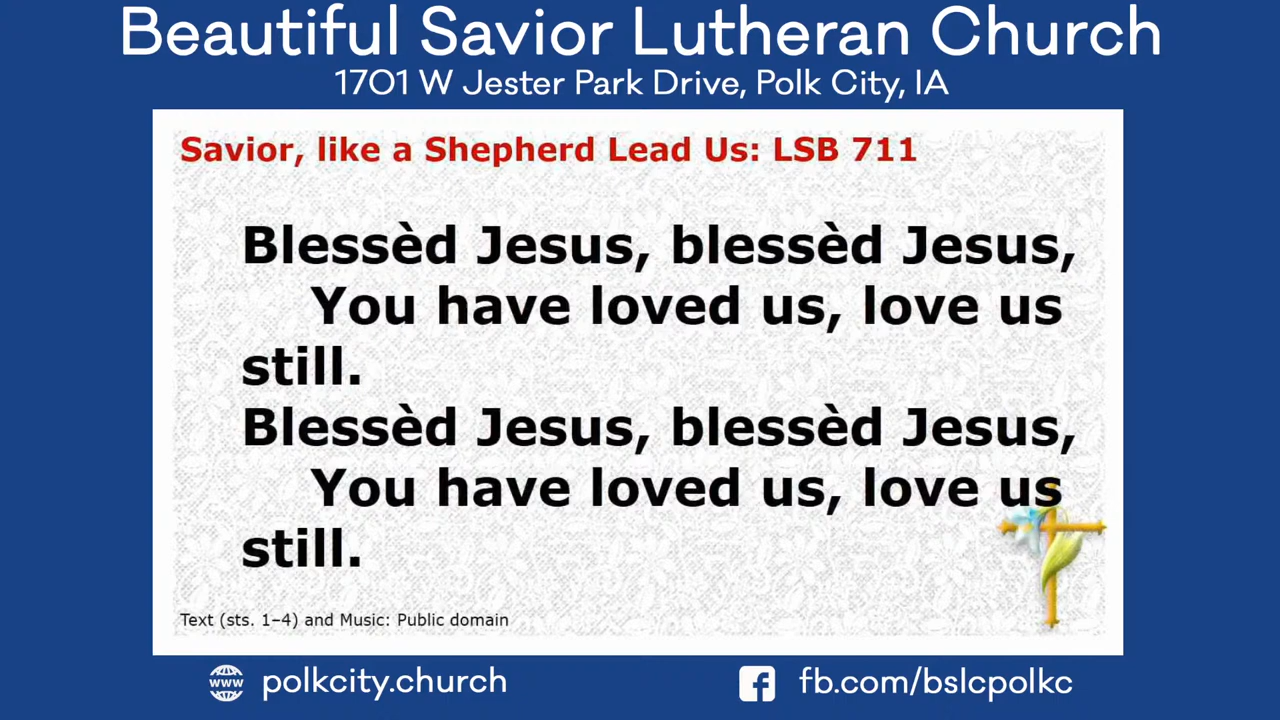 Beautiful Savior Lutheran Church
1701 W Jester Park Drive, Polk City, IA
Savior, like a Shepherd Lead Us: LSB 711
Blessèd Jesus, blessèd Jesus,
You have loved us, love us
still.
Blessèd Jesus, blessèd Jesus,
You have loved us, love us
still.
Text (sts. 1–4) and Music: Public domain
www polkcity.church
fb.com/bslcpolkc